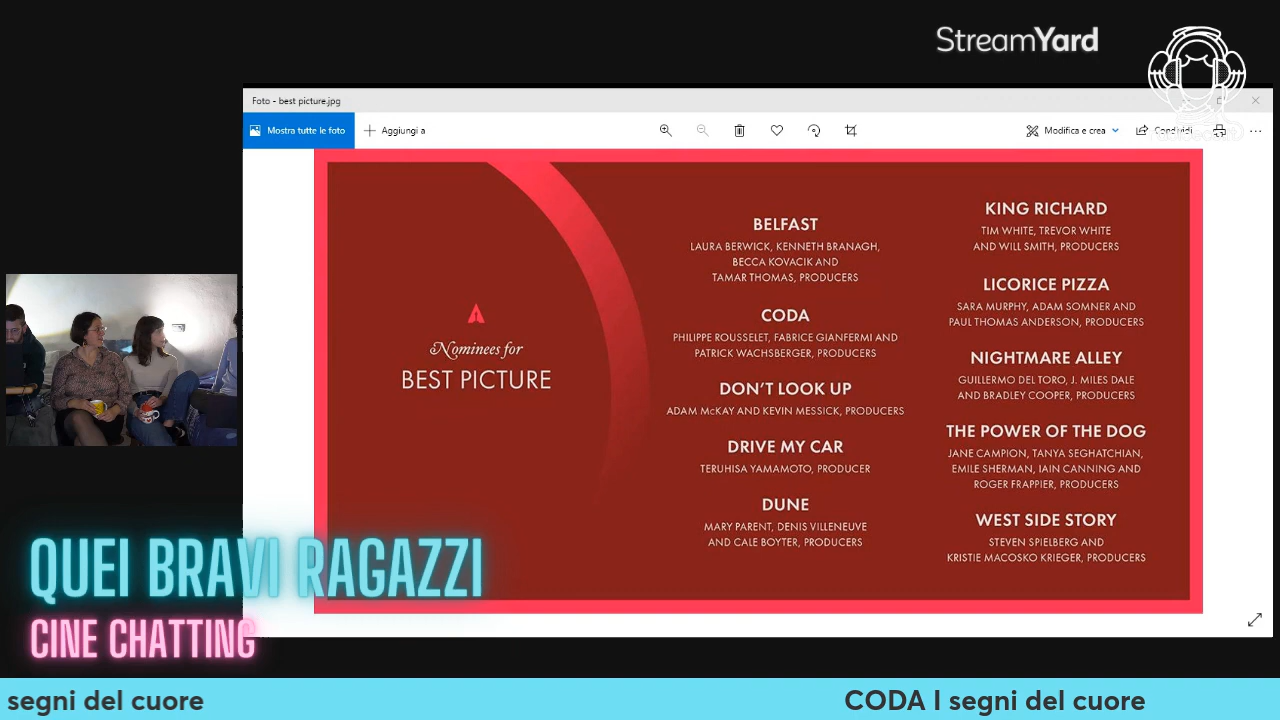 StreamYard
Foto - best picture.jpg
Mostra tutte le foto
Aggiungi a
Modifica e crea
Condividi
Nominees for
BEST PICTURE
BELFAST
LAURA BERWICK, KENNETH BRANAGH,
BECCA KOVACIK AND
TAMAR THOMAS, PRODUCERS
CODA
PHILIPPE ROUSSELET, FABRICE GIANFERMI AND
PATRICK WACHSBERGER, PRODUCERS
DON'T LOOK UP
ADAM McKAY AND KEVIN MESSICK, PRODUCERS
DRIVE MY CAR
TERUHISA YAMAMOTO, PRODUCER
DUNE
MARY PARENT, DENIS VILLENEUVE
AND CALE BOYTER, PRODUCERS
KING RICHARD
TIM WHITE, TREVOR WHITE
AND WILL SMITH, PRODUCERS
LICORICE PIZZA
SARA MURPHY, ADAM SOMNER AND
PAUL THOMAS ANDERSON, PRODUCERS
NIGHTMARE ALLEY
GUILLERMO DEL TORO, J. MILES DALE
AND BRADLEY COOPER, PRODUCERS
THE POWER OF THE DOG
JANE CAMPION, TANYA SEGHATCHIAN,
EMILE SHERMAN, IAIN CANNING AND
ROGER FRAPPIER, PRODUCERS
WEST SIDE STORY
STEVEN SPIELBERG AND
KRISTIE MACOSKO KRIEGER, PRODUCERS
QUEI BRAVI RAGAZZI
CINE CHATTING
segni del cuore
CODA I segni del cuore